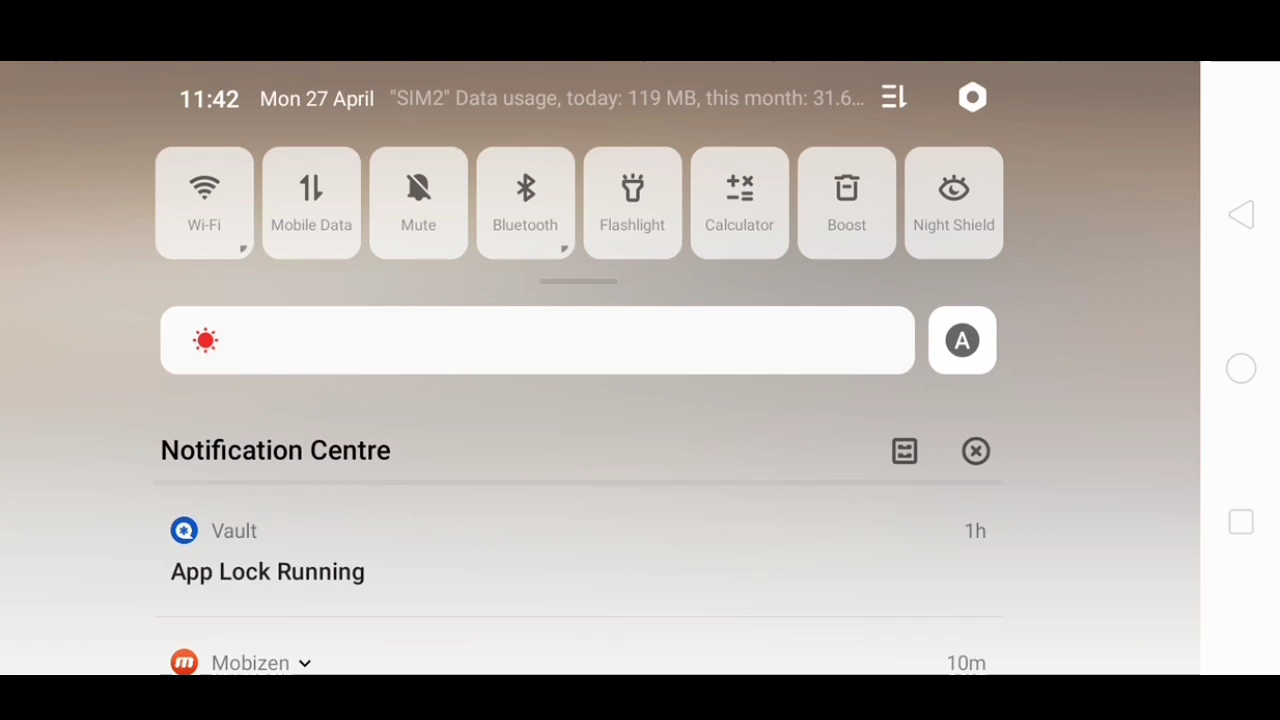 11:42 Mon 27 April "SIM2" Data usage, today: 119 MB, this month: 31.6...
Wi-Fi Mobile Data Mute Bluetooth Flashlight Calculator Boost Night Shield
A
Notification Centre
Vault 1h
App Lock Running
Mobizen 10m